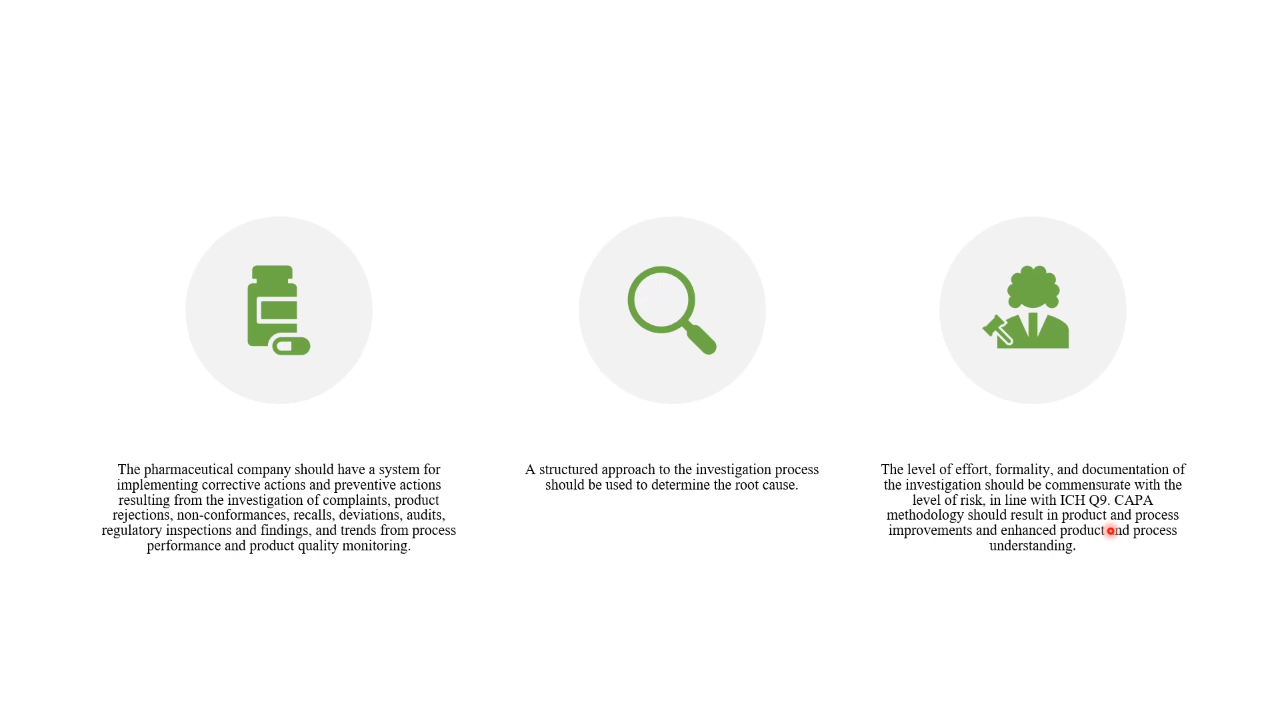 The pharmaceutical company should have a system for
implementing corrective actions and preventive actions
resulting from the investigation of complaints, product
rejections, non-conformances, recalls, deviations, audits,
regulatory inspections and findings, and trends from process
performance and product quality monitoring.
A structured approach to the investigation process
should be used to determine the root cause.
The level of effort, formality, and documentation of
the investigation should be commensurate with the
level of risk, in line with ICH Q9. CAPA
methodology should result in product and process
improvements and enhanced product and process
understanding.